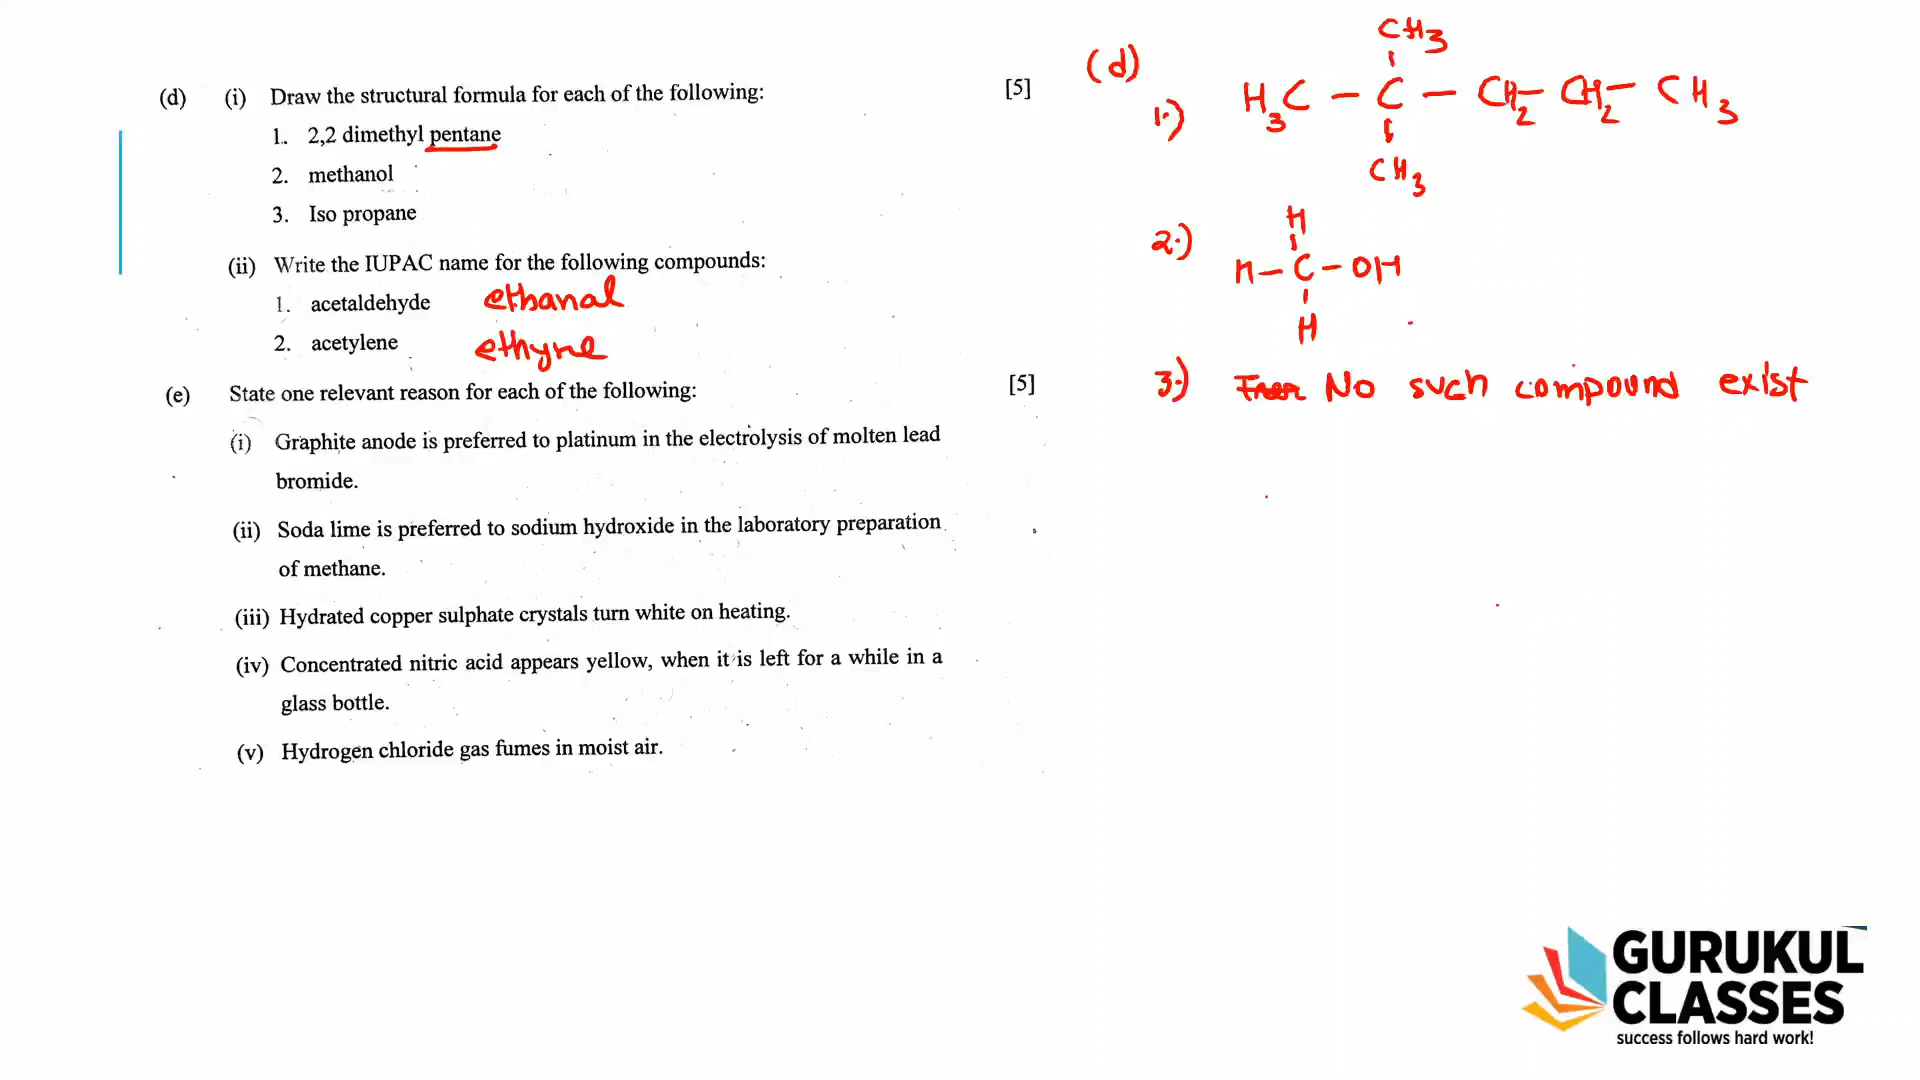 (d) (i) Draw the structural formula for each of the following: [5]
1. 2,2 dimethyl pentane
2. methanol
3. Iso propane
(ii) Write the IUPAC name for the following compounds:
1. acetaldehyde ethanal
2. acetylene ethyne
(e) State one relevant reason for each of the following: [5]
(i) Graphite anode is preferred to platinum in the electrolysis of molten lead
bromide.
(ii) Soda lime is preferred to sodium hydroxide in the laboratory preparation
of methane.
(iii) Hydrated copper sulphate crystals turn white on heating.
(iv) Concentrated nitric acid appears yellow, when it is left for a while in a
glass bottle.
(v) Hydrogen chloride gas fumes in moist air.
(d)
CH3
1.) H3C - C - CH2 - CH2 - CH3
CH3
H
2.) H - C - OH
H
3.) No such compound exist
GURUKUL
CLASSES
success follows hard work!